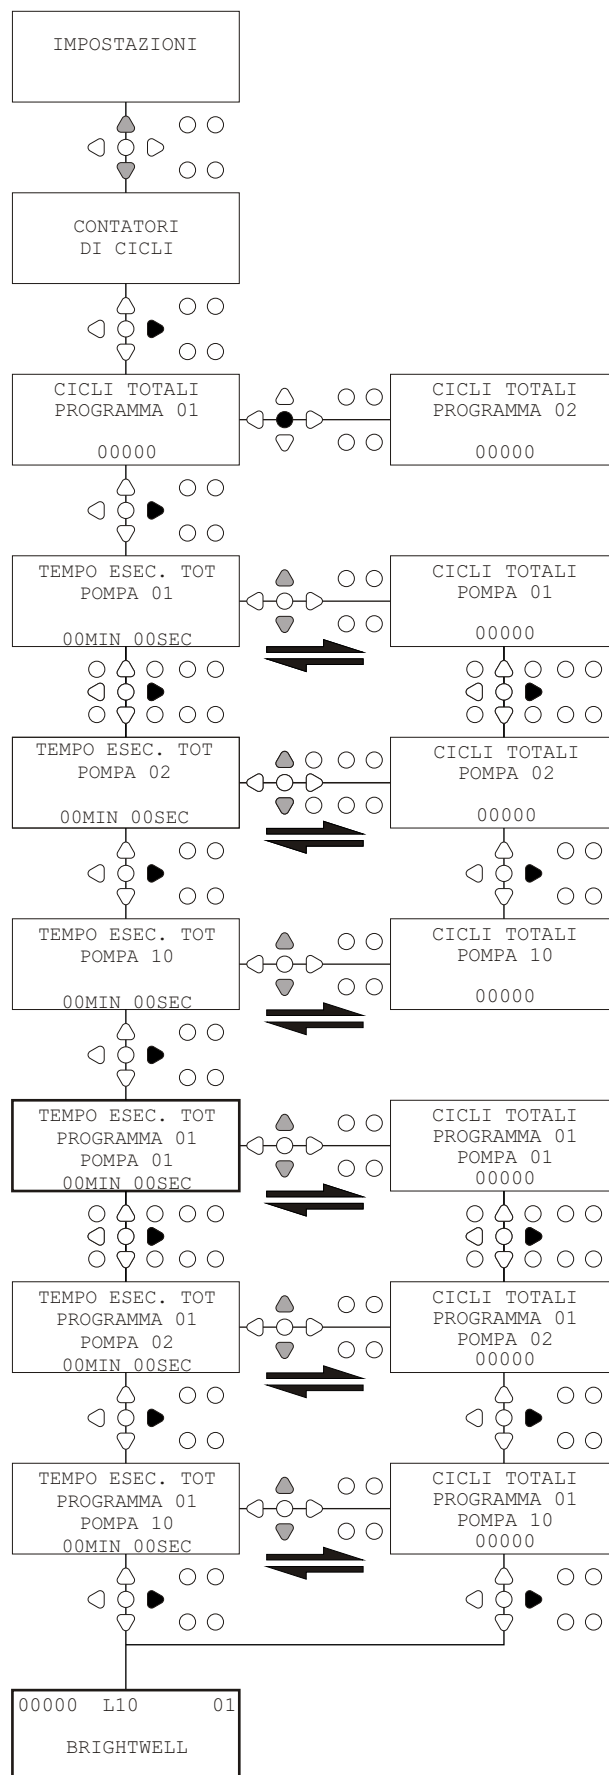 IMPOSTAZIONI
CONTATORI
DI CICLI
CICLI TOTALI
PROGRAMMA 01
00000
CICLI TOTALI
PROGRAMMA 02
00000
TEMPO ESEC. TOT
POMPA 01
00MIN 00SEC
CICLI TOTALI
POMPA 01
00000
TEMPO ESEC. TOT
POMPA 02
00MIN 00SEC
CICLI TOTALI
POMPA 02
00000
TEMPO ESEC. TOT
POMPA 10
00MIN 00SEC
CICLI TOTALI
POMPA 10
00000
TEMPO ESEC. TOT
PROGRAMMA 01
POMPA 01
00MIN 00SEC
CICLI TOTALI
PROGRAMMA 01
POMPA 01
00000
TEMPO ESEC. TOT
PROGRAMMA 01
POMPA 02
00MIN 00SEC
CICLI TOTALI
PROGRAMMA 01
POMPA 02
00000
TEMPO ESEC. TOT
PROGRAMMA 01
POMPA 10
00MIN 00SEC
CICLI TOTALI
PROGRAMMA 01
POMPA 10
00000
00000 L10 01
BRIGHTWELL